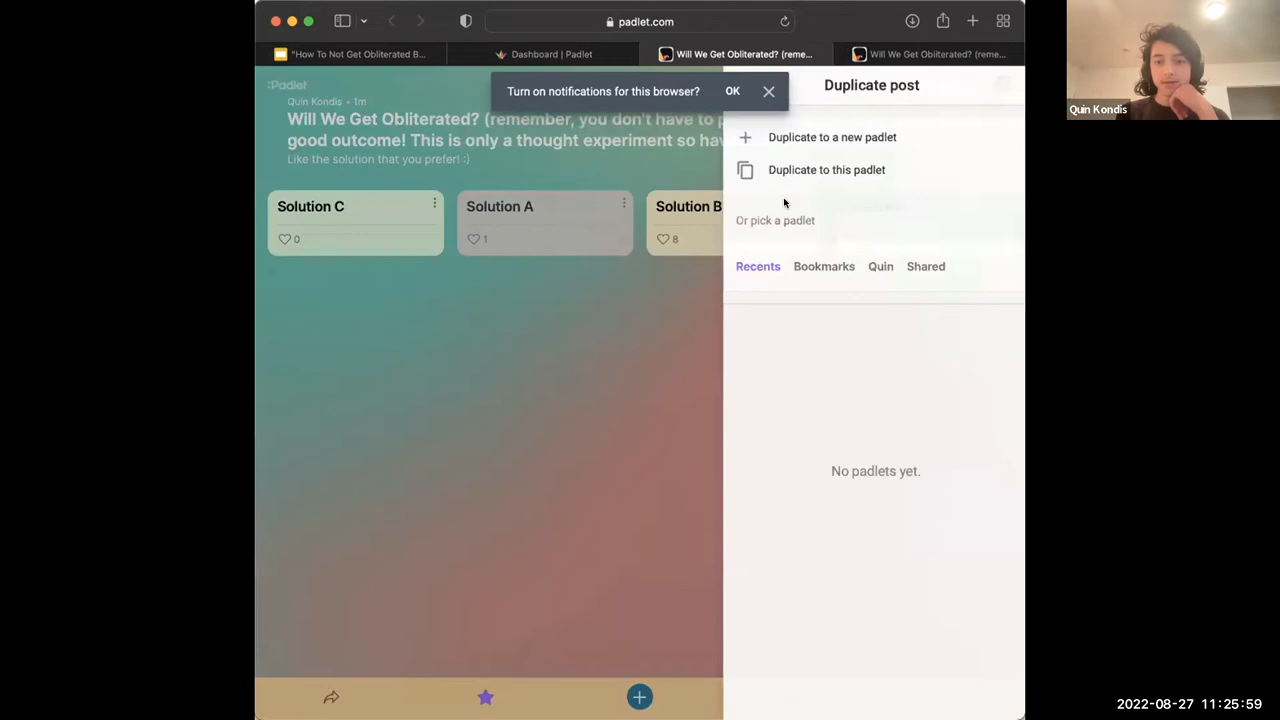 padlet.com
"How To Not Get Obliterated B...
Dashboard | Padlet
Will We Get Obliterated? (reme...
Will We Get Obliterated? (reme...
:Padlet
Quin Kondis • 1m
Will We Get Obliterated? (remember, you don't have to p
good outcome! This is only a thought experiment so hav
Like the solution that you prefer! :)
Turn on notifications for this browser?
OK
Duplicate post
Duplicate to a new padlet
Duplicate to this padlet
Or pick a padlet
Recents Bookmarks Quin Shared
No padlets yet.
Solution C
0
Solution A
1
Solution B
8
Quin Kondis
2022-08-27 11:25:59